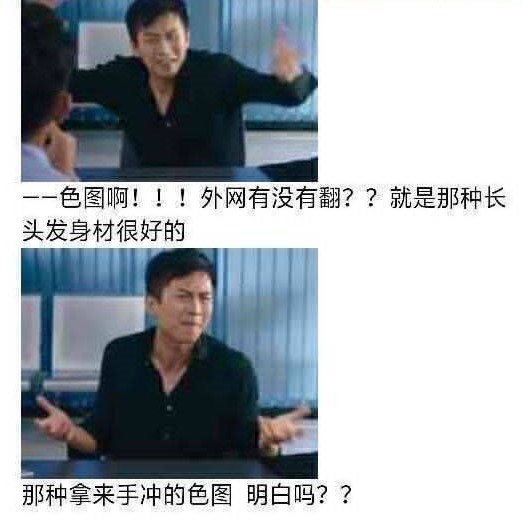 ——色图啊！！！外网有没有翻？？就是那种长
头发身材很好的
那种拿来手冲的色图 明白吗？？